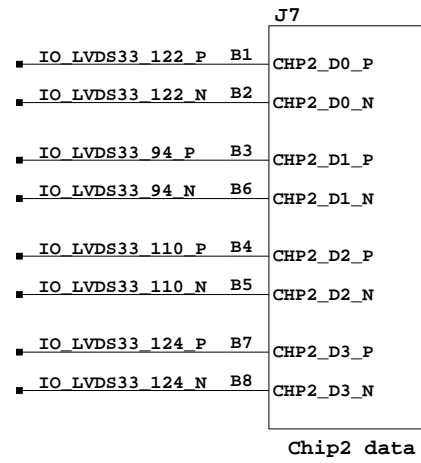 J7
IO_LVDS33_122_P B1 CHP2_D0_P
IO_LVDS33_122_N B2 CHP2_D0_N
IO_LVDS33_94_P B3 CHP2_D1_P
IO_LVDS33_94_N B6 CHP2_D1_N
IO_LVDS33_110_P B4 CHP2_D2_P
IO_LVDS33_110_N B5 CHP2_D2_N
IO_LVDS33_124_P B7 CHP2_D3_P
IO_LVDS33_124_N B8 CHP2_D3_N
Chip2 data